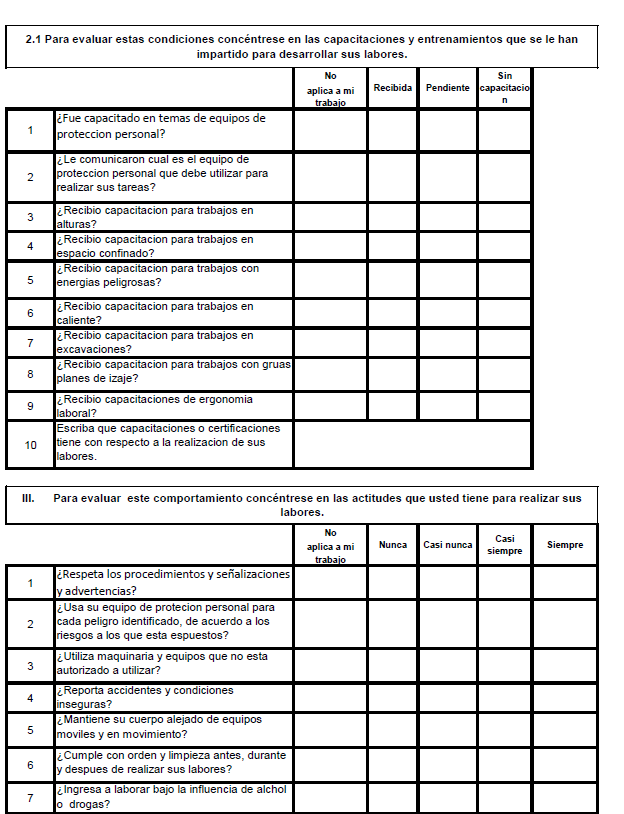 2.1 Para evaluar estas condiciones concéntrese en las capacitaciones y entrenamientos que se le han
impartido para desarrollar sus labores.
No
aplica a mi
trabajo
Recibida
Pendiente
Sin
capacitacio
n
1
¿Fue capacitado en temas de equipos de
proteccion personal?
2
¿Le comunicaron cual es el equipo de
proteccion personal que debe utilizar para
realizar sus tareas?
3
¿Recibio capacitacion para trabajos en
alturas?
4
¿Recibio capacitacion para trabajos en
espacio confinado?
5
¿Recibio capacitacion para trabajos con
energias peligrosas?
6
¿Recibio capacitacion para trabajos en
caliente?
7
¿Recibio capacitacion para trabajos en
excavaciones?
8
¿Recibio capacitacion para trabajos con gruas
planes de izaje?
9
¿Recibio capacitaciones de ergonomia
laboral?
10
Escriba que capacitaciones o certificaciones
tiene con respecto a la realizacion de sus
labores.
III. Para evaluar este comportamiento concéntrese en las actitudes que usted tiene para realizar sus
labores.
No
aplica a mi
trabajo
Nunca
Casi nunca
Casi
siempre
Siempre
1
¿Respeta los procedimientos y señalizaciones
y advertencias?
2
¿Usa su equipo de protecion personal para
cada peligro identificado, de acuerdo a los
riesgos a los que esta espuestos?
3
¿Utiliza maquinaria y equipos que no esta
autorizado a utilizar?
4
¿Reporta accidentes y condiciones
inseguras?
5
¿Mantiene su cuerpo alejado de equipos
moviles y en movimiento?
6
¿Cumple con orden y limpieza antes, durante
y despues de realizar sus labores?
7
¿Ingresa a laborar bajo la influencia de alchol
o drogas?